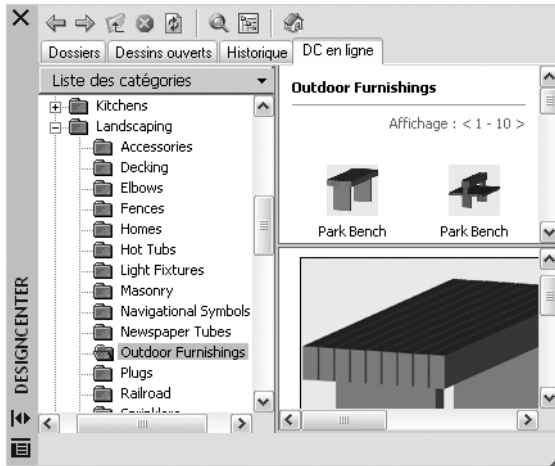 Dossiers Dessins ouverts Historique DC en ligne
Liste des catégories
Kitchens
Landscaping
Accessories
Decking
Elbows
Fences
Homes
Hot Tubs
Light Fixtures
Masonry
Navigational Symbols
Newspaper Tubes
Outdoor Furnishings
Plugs
Railroad
Outdoor Furnishings
Affichage : < 1 - 10 >
Park Bench Park Bench
DESIGNCENTER